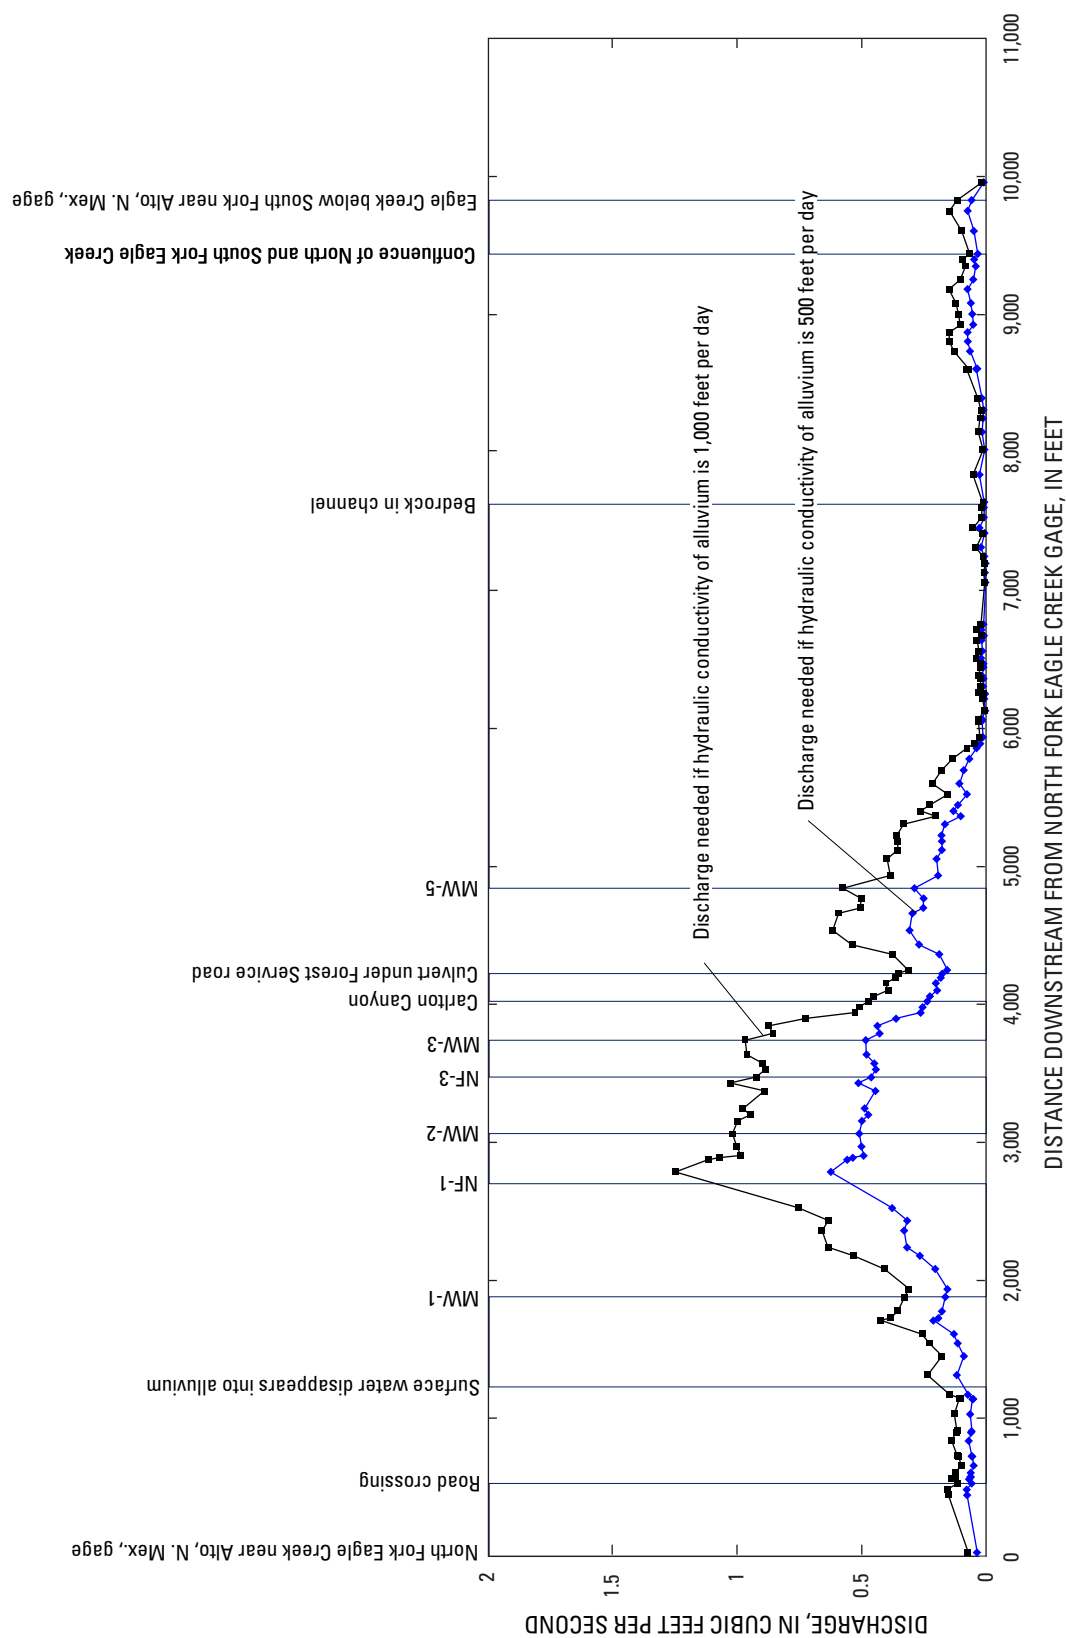 North Fork Eagle Creek near Alto, N. Mex., gage
Road crossing
Surface water disappears into alluvium
MW-1
NF-1
MW-2
NF-3
MW-3
Carlton Canyon
Culvert under Forest Service road
MW-5
Bedrock in channel
Confluence of North and South Fork Eagle Creek
Eagle Creek below South Fork near Alto, N. Mex., gage
DISCHARGE, IN CUBIC FEET PER SECOND
2
1.5
1
0.5
0
Discharge needed if hydraulic conductivity of alluvium is 1,000 feet per day
Discharge needed if hydraulic conductivity of alluvium is 500 feet per day
0
1,000
2,000
3,000
4,000
5,000
6,000
7,000
8,000
9,000
10,000
11,000
DISTANCE DOWNSTREAM FROM NORTH FORK EAGLE CREEK GAGE, IN FEET